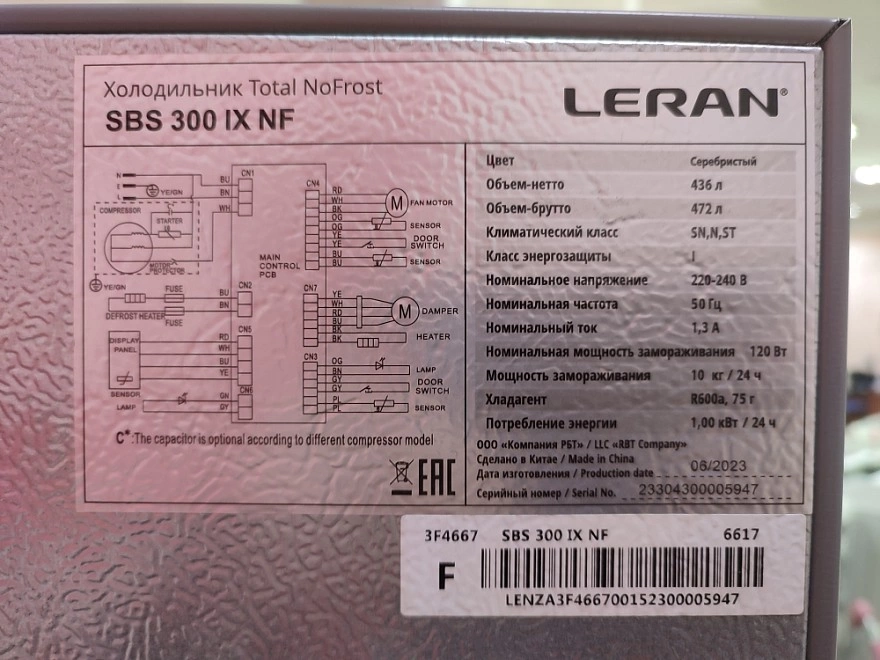 Холодильник Total NoFrost
SBS 300 IX NF
LERAN®
N
E
L
YE/GN
BU
BN
WH
CN1
COMPRESSOR
STARTER
MOTOR PROTECTOR
YE/GN
MAIN
CONTROL
PCB
CN4
RD
WH
BK
OG
OG
YE
YE
BU
BU
M
FAN MOTOR
SENSOR
DOOR
SWITCH
SENSOR
FUSE
DEFROST HEATER
FUSE
BU
BN
CN2
CN7
YE
WH
RD
BU
BK
BK
M
DAMPER
HEATER
DISPLAY
PANEL
SENSOR
RD
WH
BU
YE
CN5
LAMP
GN
GY
CN6
CN3
OG
BN
GY
GY
PL
PL
LAMP
DOOR
SWITCH
SENSOR
C*:The capacitor is optional according to different compressor model
EAC
Цвет Серебристый
Объем-нетто 436 л
Объем-брутто 472 л
Климатический класс SN,N,ST
Класс энергозащиты I
Номинальное напряжение 220-240 В
Номинальная частота 50 Гц
Номинальный ток 1,3 А
Номинальная мощность замораживания 120 Вт
Мощность замораживания 10 кг / 24 ч
Хладагент R600a, 75 г
Потребление энергии 1,00 кВт / 24 ч
ООО «Компания РБТ» / LLC «RBT Company»
Сделано в Китае / Made in China
Дата изготовления / Production date 06/2023
Серийный номер / Serial No. 23304300005947
3F4667 SBS 300 IX NF 6617
F
LENZA3F466700152300005947